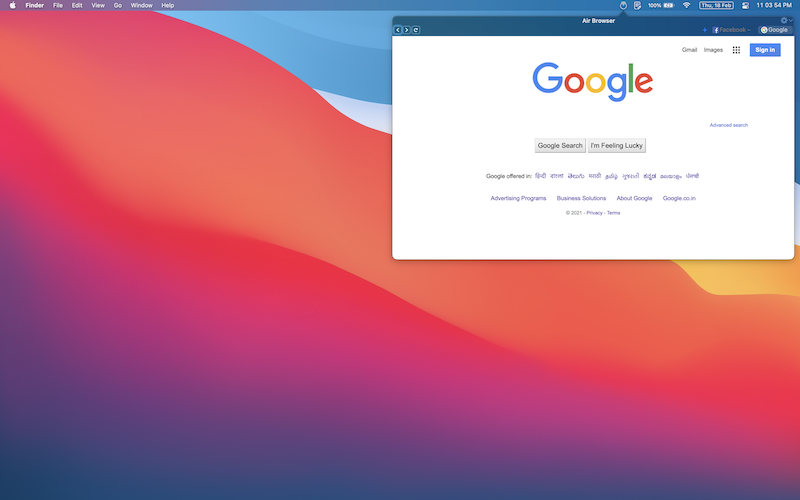 Finder File Edit View Go Window Help 100% Thu, 18 Feb 11 03 54 PM
Air Browser
+ Facebook − Google
Gmail Images Sign in
Google
Advanced search
Google Search I'm Feeling Lucky
Google offered in: हिन्दी বাংলা తెలుగు मराठी தமிழ் ગુજરાતી ಕನ್ನಡ മലയാളം ਪੰਜਾਬੀ
Advertising Programs Business Solutions About Google Google.co.in
© 2021 - Privacy - Terms